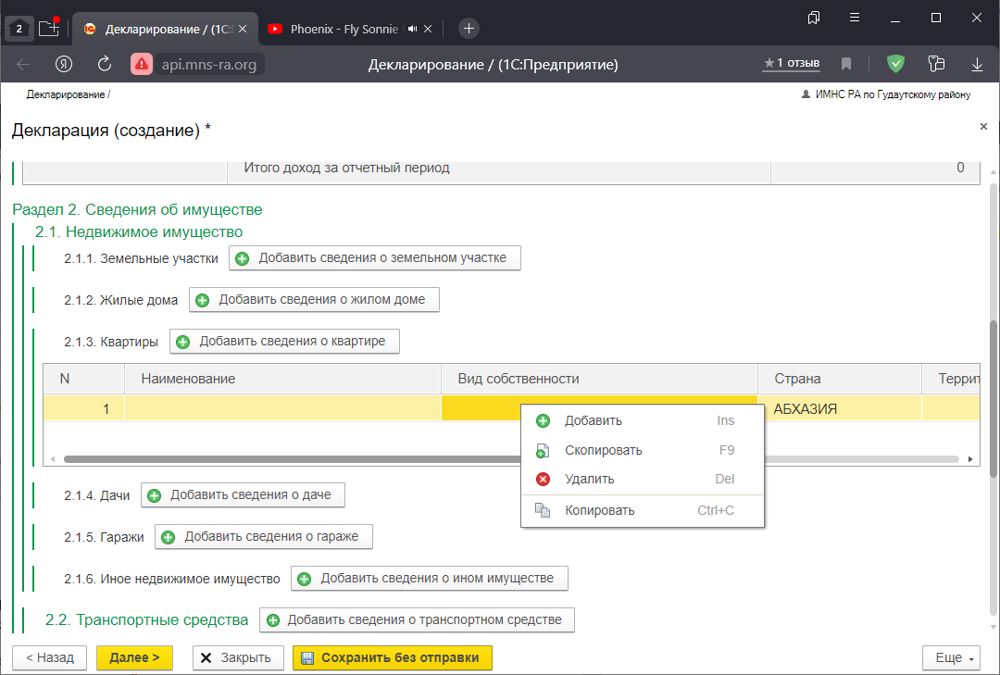 2
Декларирование / (1С:
Phoenix - Fly Sonnie
Я
api.mns-ra.org
Декларирование / (1С:Предприятие)
★ 1 отзыв
Декларирование /
ИМНС РА по Гудаутскому району
Декларация (создание) *
Итого доход за отчетный период
0
Раздел 2. Сведения об имуществе
2.1. Недвижимое имущество
2.1.1. Земельные участки
Добавить сведения о земельном участке
2.1.2. Жилые дома
Добавить сведения о жилом доме
2.1.3. Квартиры
Добавить сведения о квартире
N
Наименование
Вид собственности
Страна
Террит
1
АБХАЗИЯ
Добавить
Ins
Скопировать
F9
Удалить
Del
Копировать
Ctrl+C
2.1.4. Дачи
Добавить сведения о даче
2.1.5. Гаражи
Добавить сведения о гараже
2.1.6. Иное недвижимое имущество
Добавить сведения о ином имуществе
2.2. Транспортные средства
Добавить сведения о транспортном средстве
< Назад
Далее >
Закрыть
Сохранить без отправки
Еще